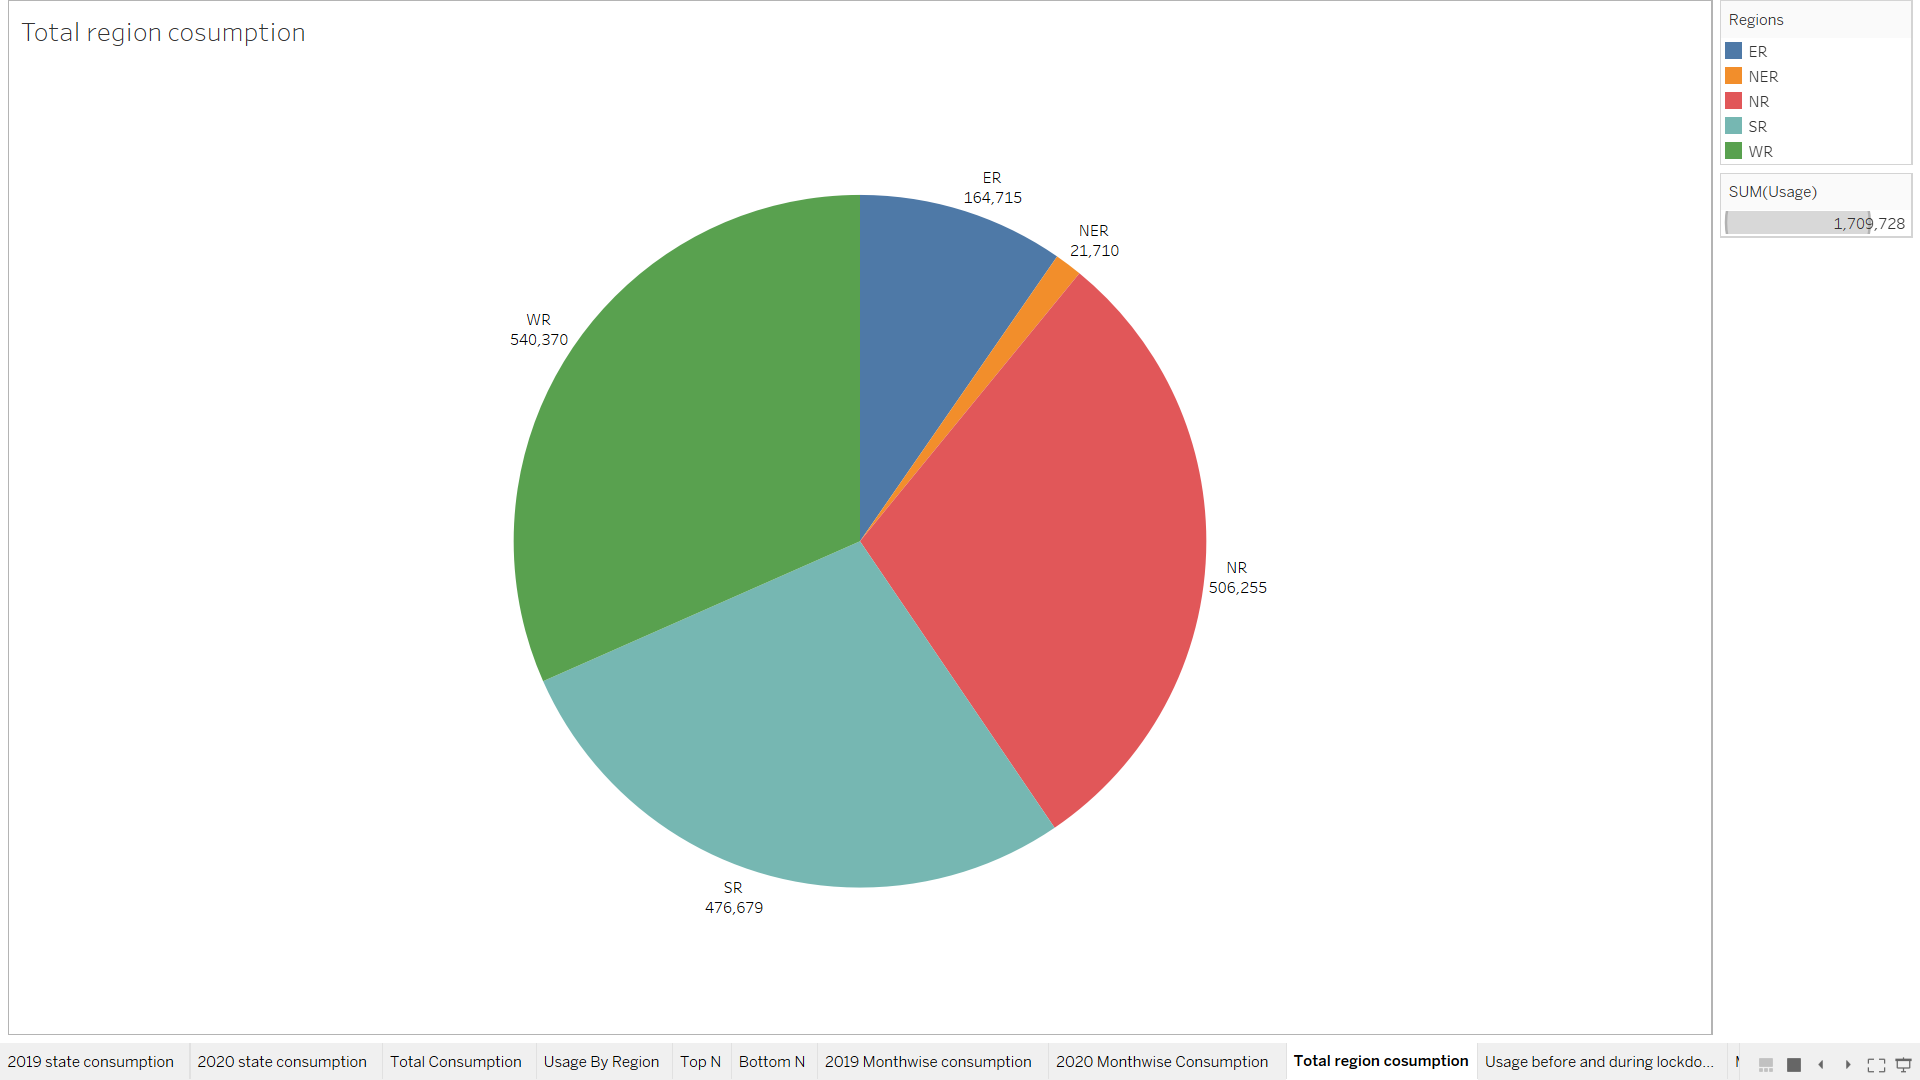 Total region cosumption
ER
164,715
NER
21,710
WR
540,370
NR
506,255
SR
476,679
Regions
ER
NER
NR
SR
WR
SUM(Usage)
1,709,728
2019 state consumption
2020 state consumption
Total Consumption
Usage By Region
Top N
Bottom N
2019 Monthwise consumption
2020 Monthwise Consumption
Total region cosumption
Usage before and during lockdo...